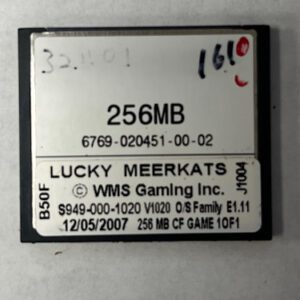 32.1101
1610
256MB
6769-020451-00-02
LUCKY MEERKATS
© WMS Gaming Inc.
S949-000-1020 V1020 O/S Family E1.11
12/05/2007 256 MB CF GAME 1OF1
B50F
J1004